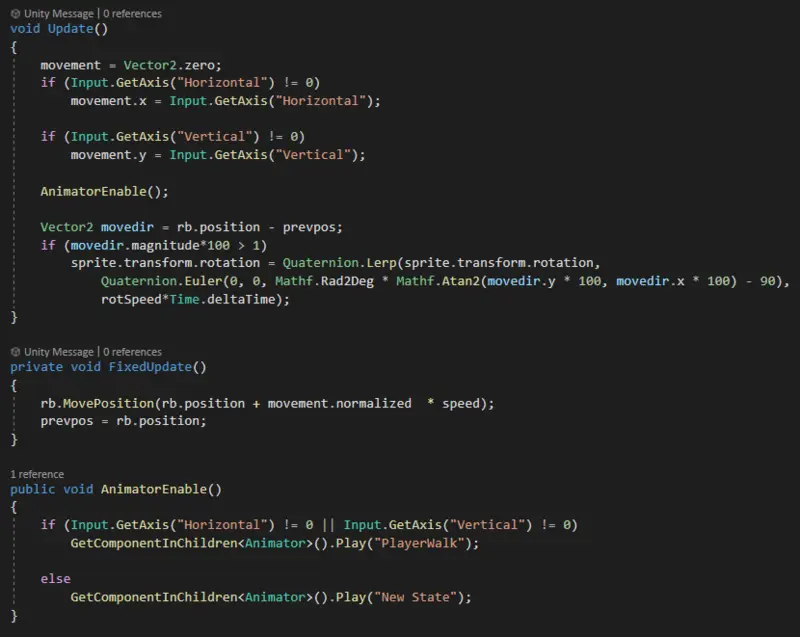 Unity Message | 0 references
void Update()
{
movement = Vector2.zero;
if (Input.GetAxis("Horizontal") != 0)
movement.x = Input.GetAxis("Horizontal");
if (Input.GetAxis("Vertical") != 0)
movement.y = Input.GetAxis("Vertical");
AnimatorEnable();
Vector2 movedir = rb.position - prevpos;
if (movedir.magnitude*100 > 1)
sprite.transform.rotation = Quaternion.Lerp(sprite.transform.rotation,
Quaternion.Euler(0, 0, Mathf.Rad2Deg * Mathf.Atan2(movedir.y * 100, movedir.x * 100) - 90),
rotSpeed*Time.deltaTime);
}
Unity Message | 0 references
private void FixedUpdate()
{
rb.MovePosition(rb.position + movement.normalized  * speed);
prevpos = rb.position;
}
1 reference
public void AnimatorEnable()
{
if (Input.GetAxis("Horizontal") != 0 || Input.GetAxis("Vertical") != 0)
GetComponentInChildren<Animator>().Play("PlayerWalk");
else
GetComponentInChildren<Animator>().Play("New State");
}